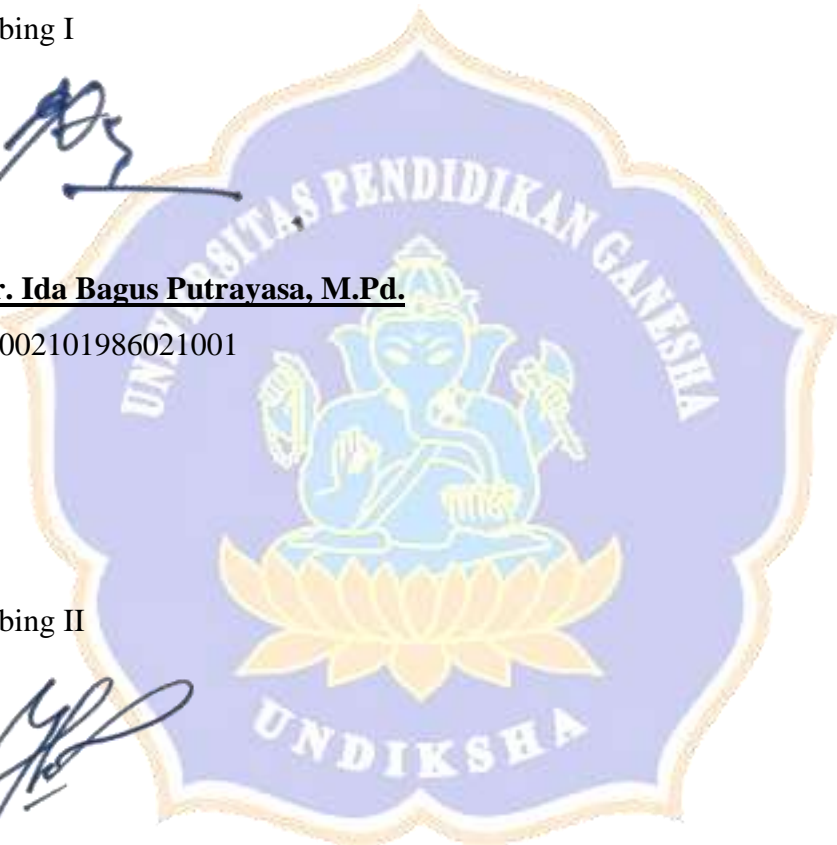 bing I
UNIVERSITAS PENDIDIKAN GANESHA
r. Ida Bagus Putrayasa, M.Pd.
002101986021001
bing II
UNDIKSHA